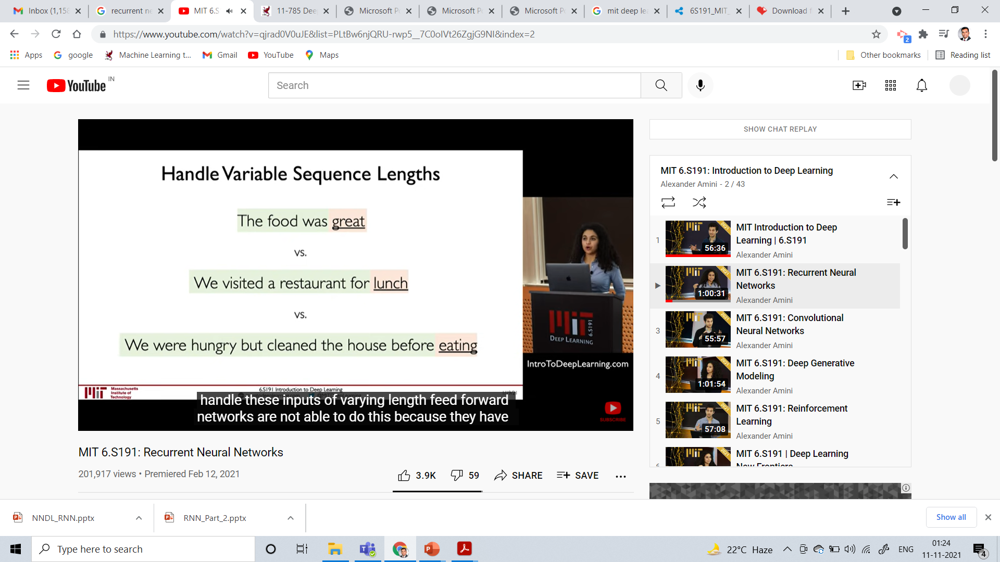 Inbox (1,158
recurrent ne
MIT 6.S
11-785 Dee
Microsoft Po
Microsoft Po
Microsoft Po
mit deep lea
6S191_MIT_
Download f
https://www.youtube.com/watch?v=qjrad0V0uJE&list=PLtBw6njQRU-rwp5__7C0oIVt26ZgjG9NI&index=2
2
Apps
google
Machine Learning t...
Gmail
YouTube
Maps
Other bookmarks
Reading list
YouTube IN
Search
SHOW CHAT REPLAY
Handle Variable Sequence Lengths
The food was great
vs.
We visited a restaurant for lunch
vs.
We were hungry but cleaned the house before eating
Massachusetts
Institute of
Technology
6.S191 Introduction to Deep Learning
handle these inputs of varying length feed forward
networks are not able to do this because they have
MIT 6.S191
DEEP LEARNING
IntroToDeepLearning.com
SUBSCRIBE
MIT 6.S191: Introduction to Deep Learning
Alexander Amini - 2 / 43
1
56:36
MIT Introduction to Deep
Learning | 6.S191
Alexander Amini
1:00:31
MIT 6.S191: Recurrent Neural
Networks
Alexander Amini
3
55:57
MIT 6.S191: Convolutional
Neural Networks
Alexander Amini
4
1:01:54
MIT 6.S191: Deep Generative
Modeling
Alexander Amini
5
57:08
MIT 6.S191: Reinforcement
Learning
Alexander Amini
MIT 6.S191 | Deep Learning
New Frontiers
MIT 6.S191: Recurrent Neural Networks
201,917 views • Premiered Feb 12, 2021
3.9K
59
SHARE
SAVE
NNDL_RNN.pptx
RNN_Part_2.pptx
Show all
Type here to search
22°C Haze
ENG
01:24
11-11-2021
4